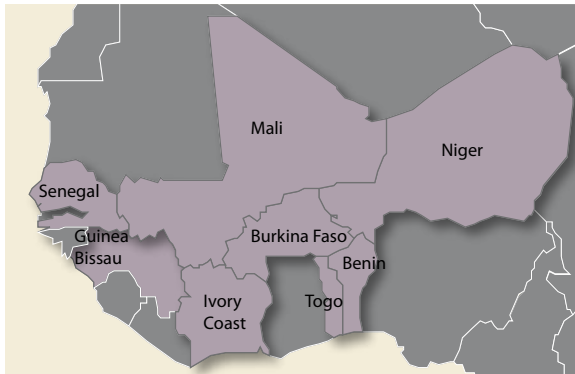 Mali
Niger
Senegal
Guinea
Bissau
Burkina Faso
Benin
Ivory
Coast
Togo